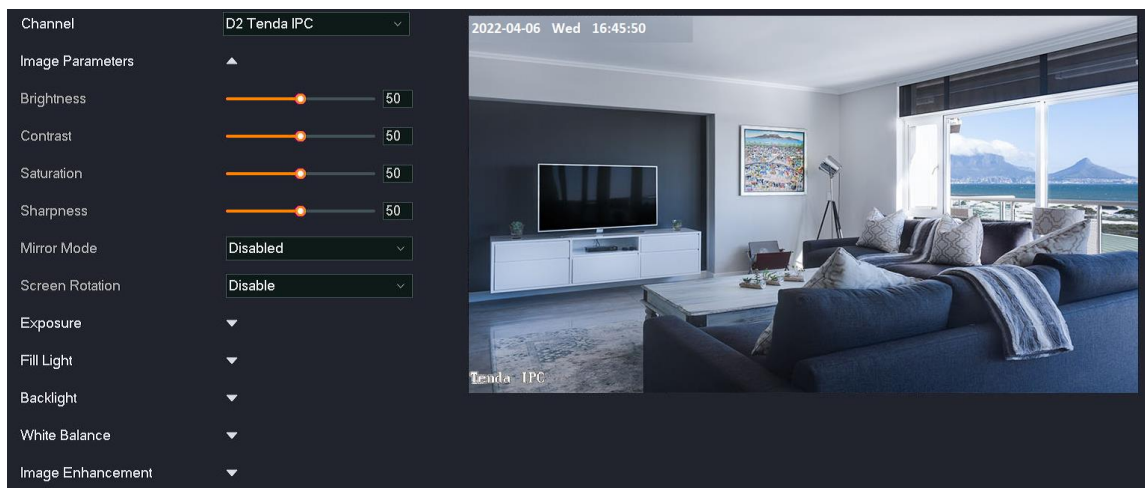 Channel D2 Tenda IPC
Image Parameters
Brightness 50
Contrast 50
Saturation 50
Sharpness 50
Mirror Mode Disabled
Screen Rotation Disable
Exposure
Fill Light
Backlight
White Balance
Image Enhancement
2022-04-06 Wed 16:45:50
Tenda IPC